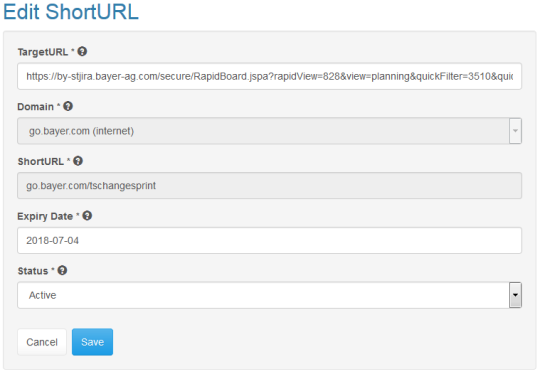 Edit ShortURL
TargetURL * ?
https://by-stjira.bayer-ag.com/secure/RapidBoard.jspa?rapidView=828&view=planning&quickFilter=3510&quic
Domain * ?
go.bayer.com (internet)
ShortURL * ?
go.bayer.com/tschangesprint
Expiry Date * ?
2018-07-04
Status * ?
Active
Cancel Save